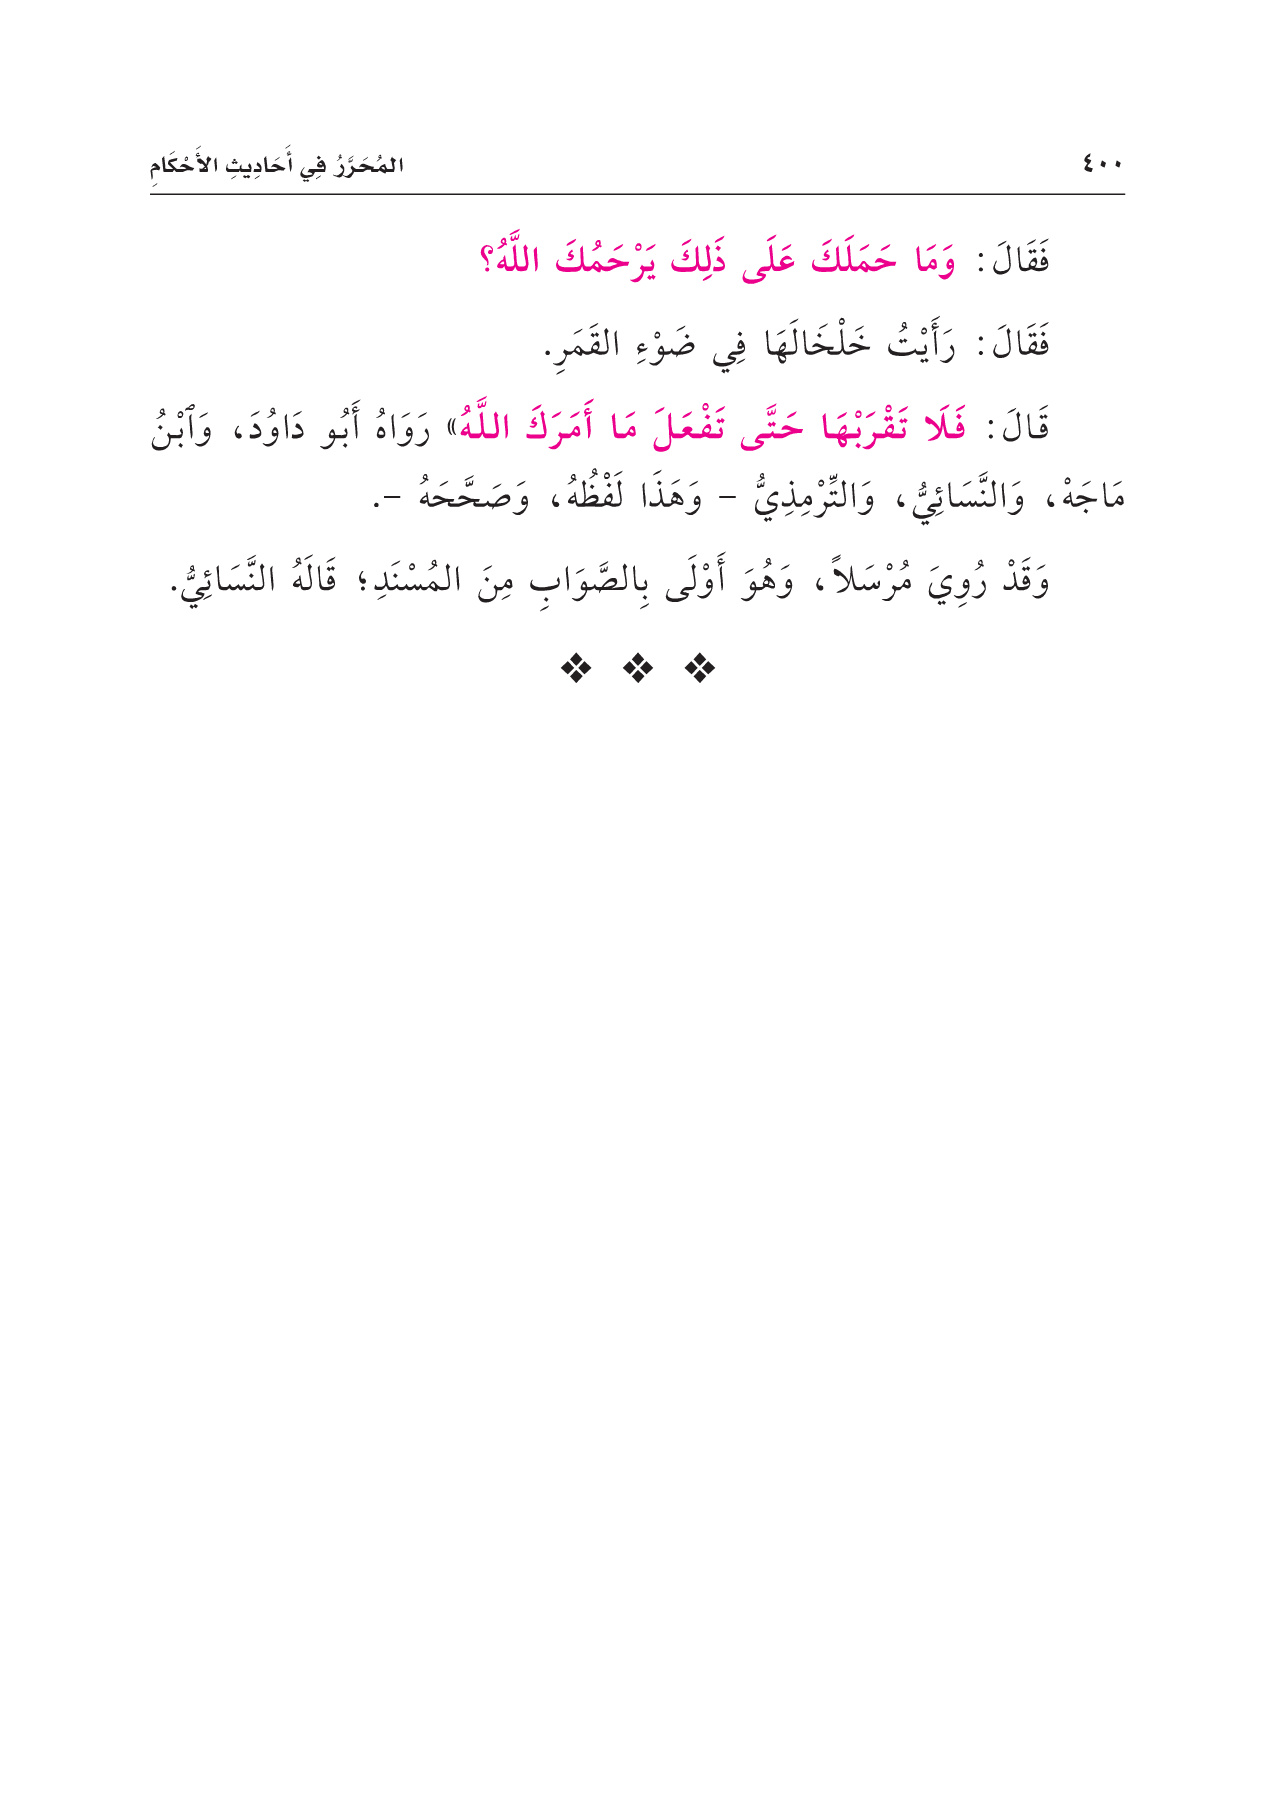 ٤٠٠ المُحَرَّرُ فِي أَحَادِيثِ الأَحْكَامِ
فَقَالَ: وَمَا حَمَلَكَ عَلَى ذَلِكَ يَرْحَمُكَ اللَّهُ؟
فَقَالَ: رَأَيْتُ خَلْخَالَهَا فِي ضَوْءِ القَمَرِ.
قَالَ: فَلَا تَقْرَبْهَا حَتَّى تَفْعَلَ مَا أَمَرَكَ اللَّهُ» رَوَاهُ أَبُو دَاوُدَ، وَٱبْنُ
مَاجَهْ، وَالنَّسَائِيُّ، وَالتِّرْمِذِيُّ – وَهَذَا لَفْظُهُ، وَصَحَّحَهُ –.
وَقَدْ رُوِيَ مُرْسَلاً، وَهُوَ أَوْلَى بِالصَّوَابِ مِنَ المُسْنَدِ؛ قَالَهُ النَّسَائِيُّ.